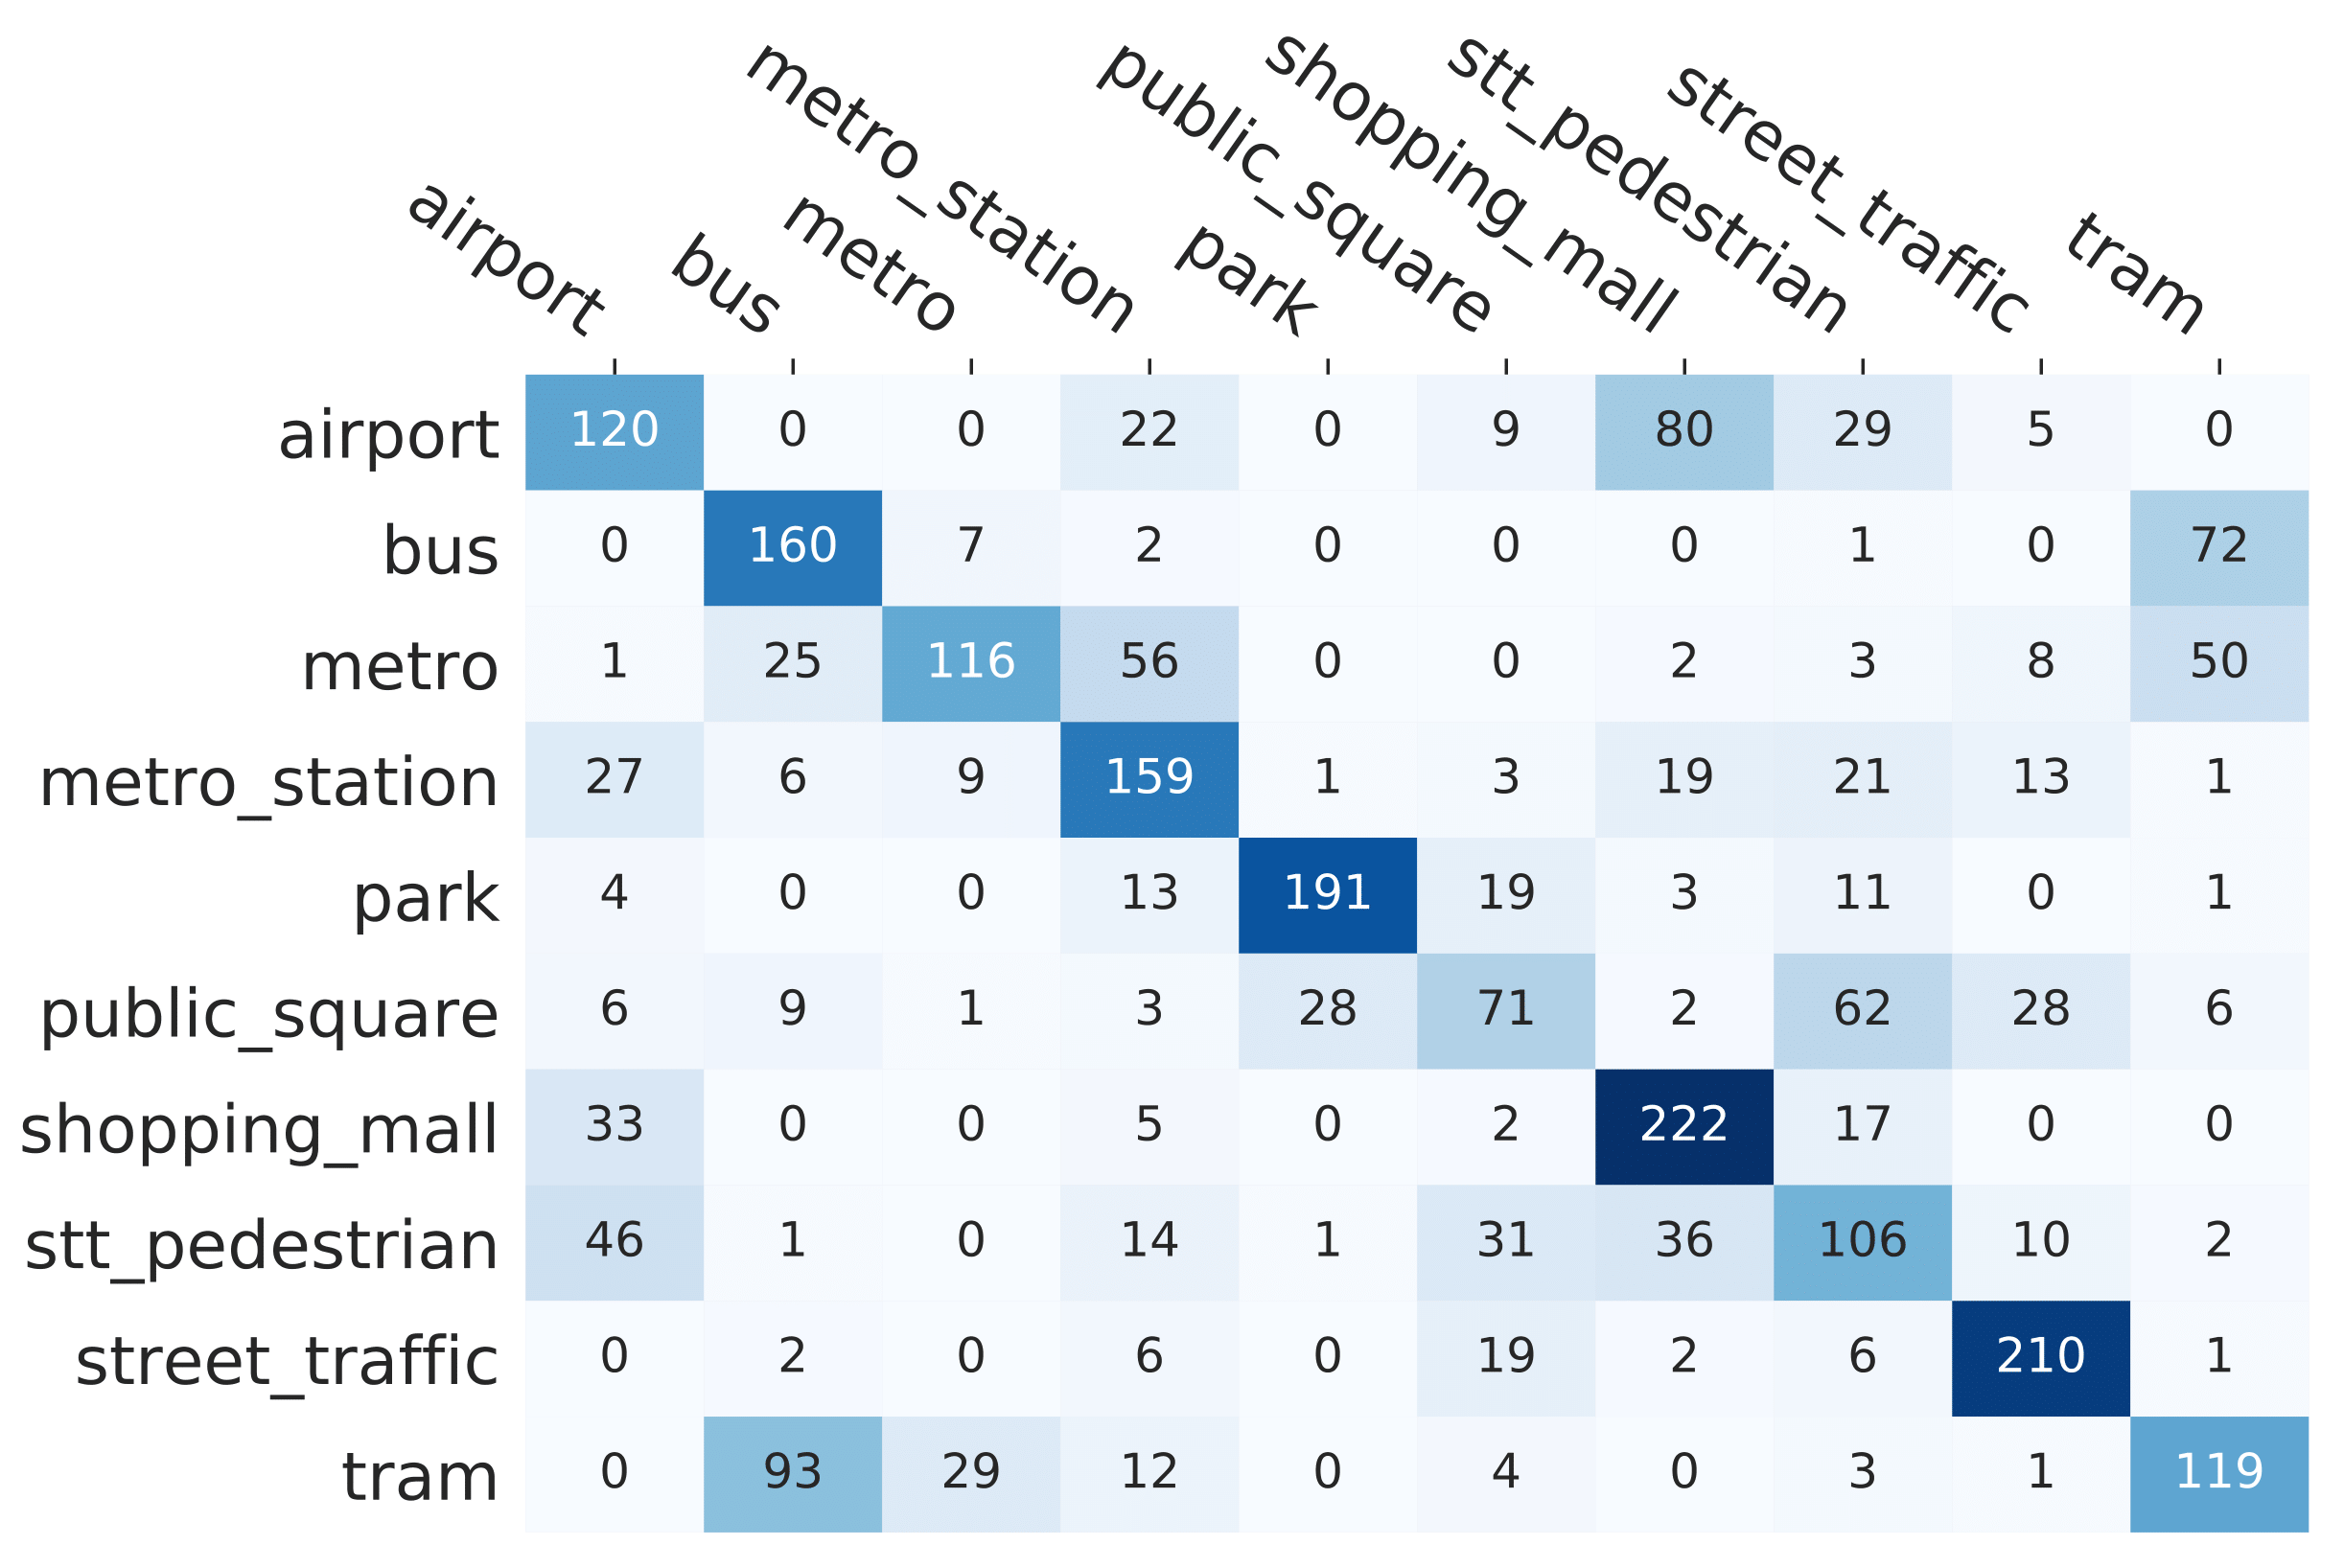 airport bus metro metro_station park public_square shopping_mall stt_pedestrian street_traffic tram
airport 120 0 0 22 0 9 80 29 5 0
bus 0 160 7 2 0 0 0 1 0 72
metro 1 25 116 56 0 0 2 3 8 50
metro_station 27 6 9 159 1 3 19 21 13 1
park 4 0 0 13 191 19 3 11 0 1
public_square 6 9 1 3 28 71 2 62 28 6
shopping_mall 33 0 0 5 0 2 222 17 0 0
stt_pedestrian 46 1 0 14 1 31 36 106 10 2
street_traffic 0 2 0 6 0 19 2 6 210 1
tram 0 93 29 12 0 4 0 3 1 119